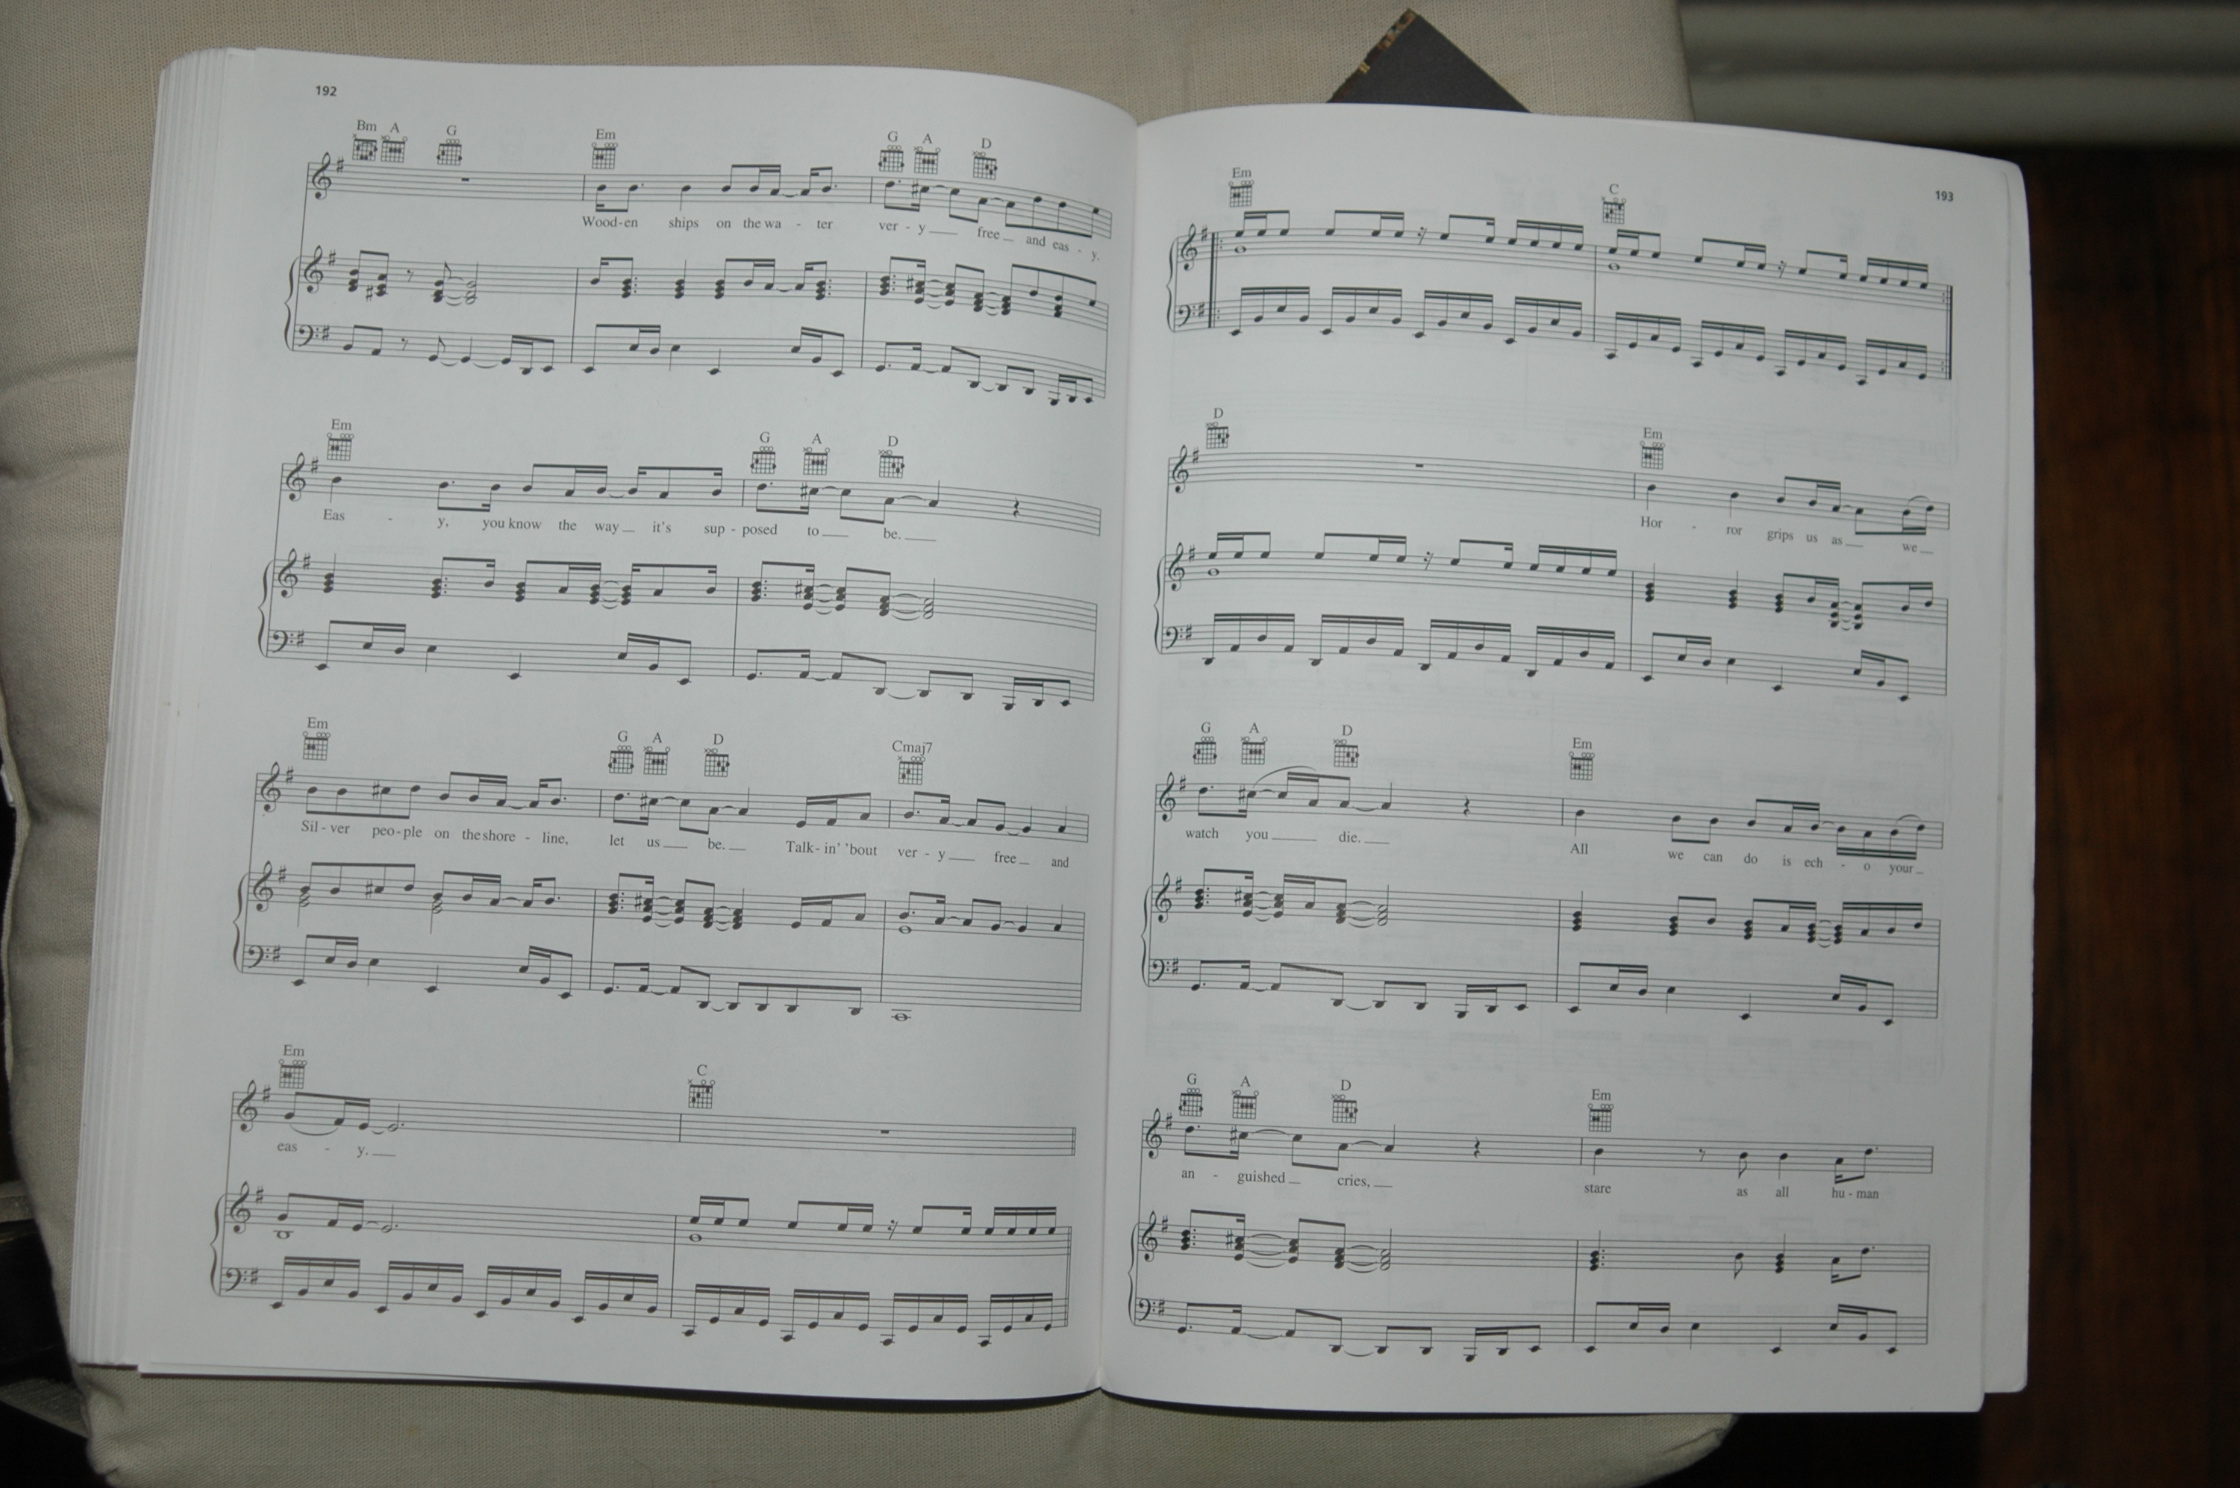 192
Bm A G Em G A D
Wood-en ships on the wa - ter ver - y free and eas - y.
Em G A D
Eas - y, you know the way it's sup - posed to be.
Em G A D Cmaj7
Sil - ver peo - ple on the shore - line, let us be. Talk- in' 'bout ver - y free and
Em C
eas - y.
193
Em C
D Em
Hor - ror grips us as we
G A D Em
watch you die. All we can do is ech - o your
G A D Em
an - guished cries, stare as all hu - man